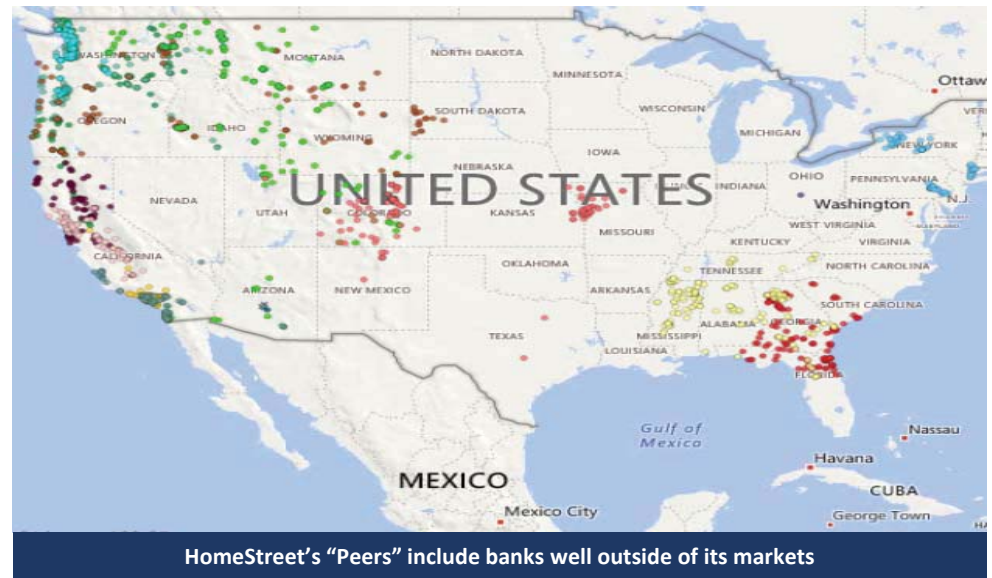 Ottaw
WASHINGTON
MONTANA
NORTH DAKOTA
MINNESOTA
VER
OREGON
IDAHO
SOUTH DAKOTA
WISCONSIN
MICHIGAN
NEW YORK
WYOMING
IOWA
NEBRASKA
UNITED STATES
NEVADA
UTAH
COLORADO
KANSAS
INDIANA
OHIO
PENNSYLVANIA
N.J.
Washington
MISSOURI
WEST VIRGINIA
KENTUCKY
VIRGINIA
CALIFORNIA
OKLAHOMA
TENNESSEE
NORTH CAROLINA
ARIZONA
NEW MEXICO
ARKANSAS
SOUTH CAROLINA
TEXAS
MISSISSIPPI
ALABAMA
GEORGIA
LOUISIANA
FLORIDA
Gulf of
Mexico
Nassau
Havana
MEXICO
CUBA
Mexico City
George Town
HA
HomeStreet’s “Peers” include banks well outside of its markets